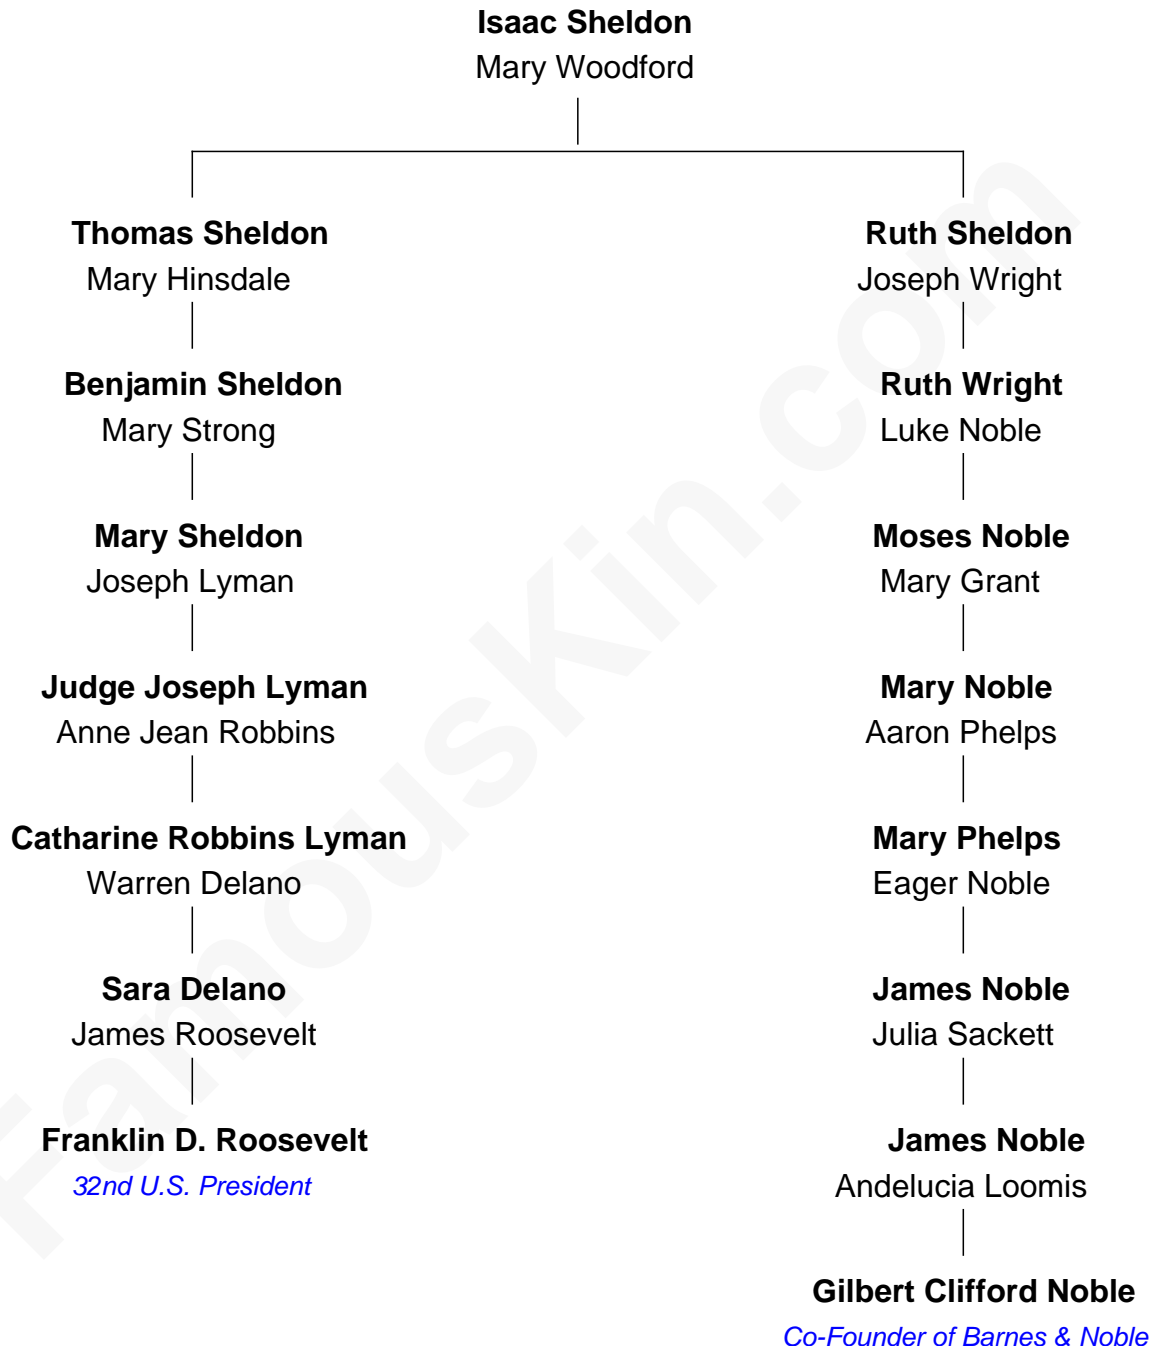 Isaac Sheldon
Mary Woodford
Thomas Sheldon
Mary Hinsdale
Ruth Sheldon
Joseph Wright
Benjamin Sheldon
Mary Strong
Ruth Wright
Luke Noble
Mary Sheldon
Joseph Lyman
Moses Noble
Mary Grant
Judge Joseph Lyman
Anne Jean Robbins
Mary Noble
Aaron Phelps
Catharine Robbins Lyman
Warren Delano
Mary Phelps
Eager Noble
Sara Delano
James Roosevelt
James Noble
Julia Sackett
Franklin D. Roosevelt
32nd U.S. President
James Noble
Andelucia Loomis
Gilbert Clifford Noble
Co-Founder of Barnes & Noble
FamousKin.com